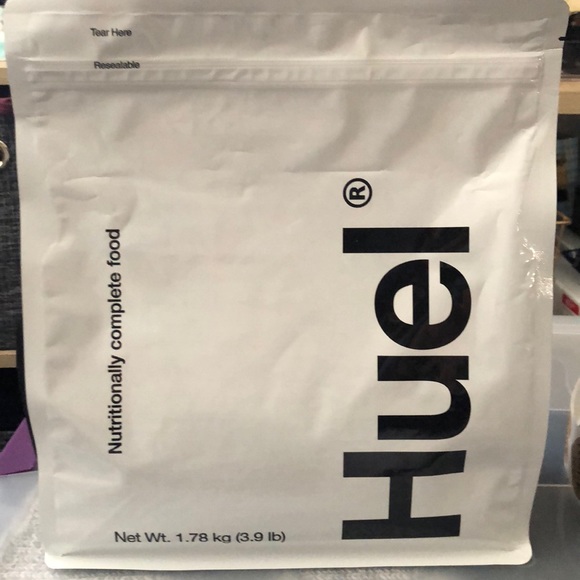 Tear Here
Resealable
Huel®
Nutritionally complete food
Net Wt. 1.78 kg (3.9 lb)